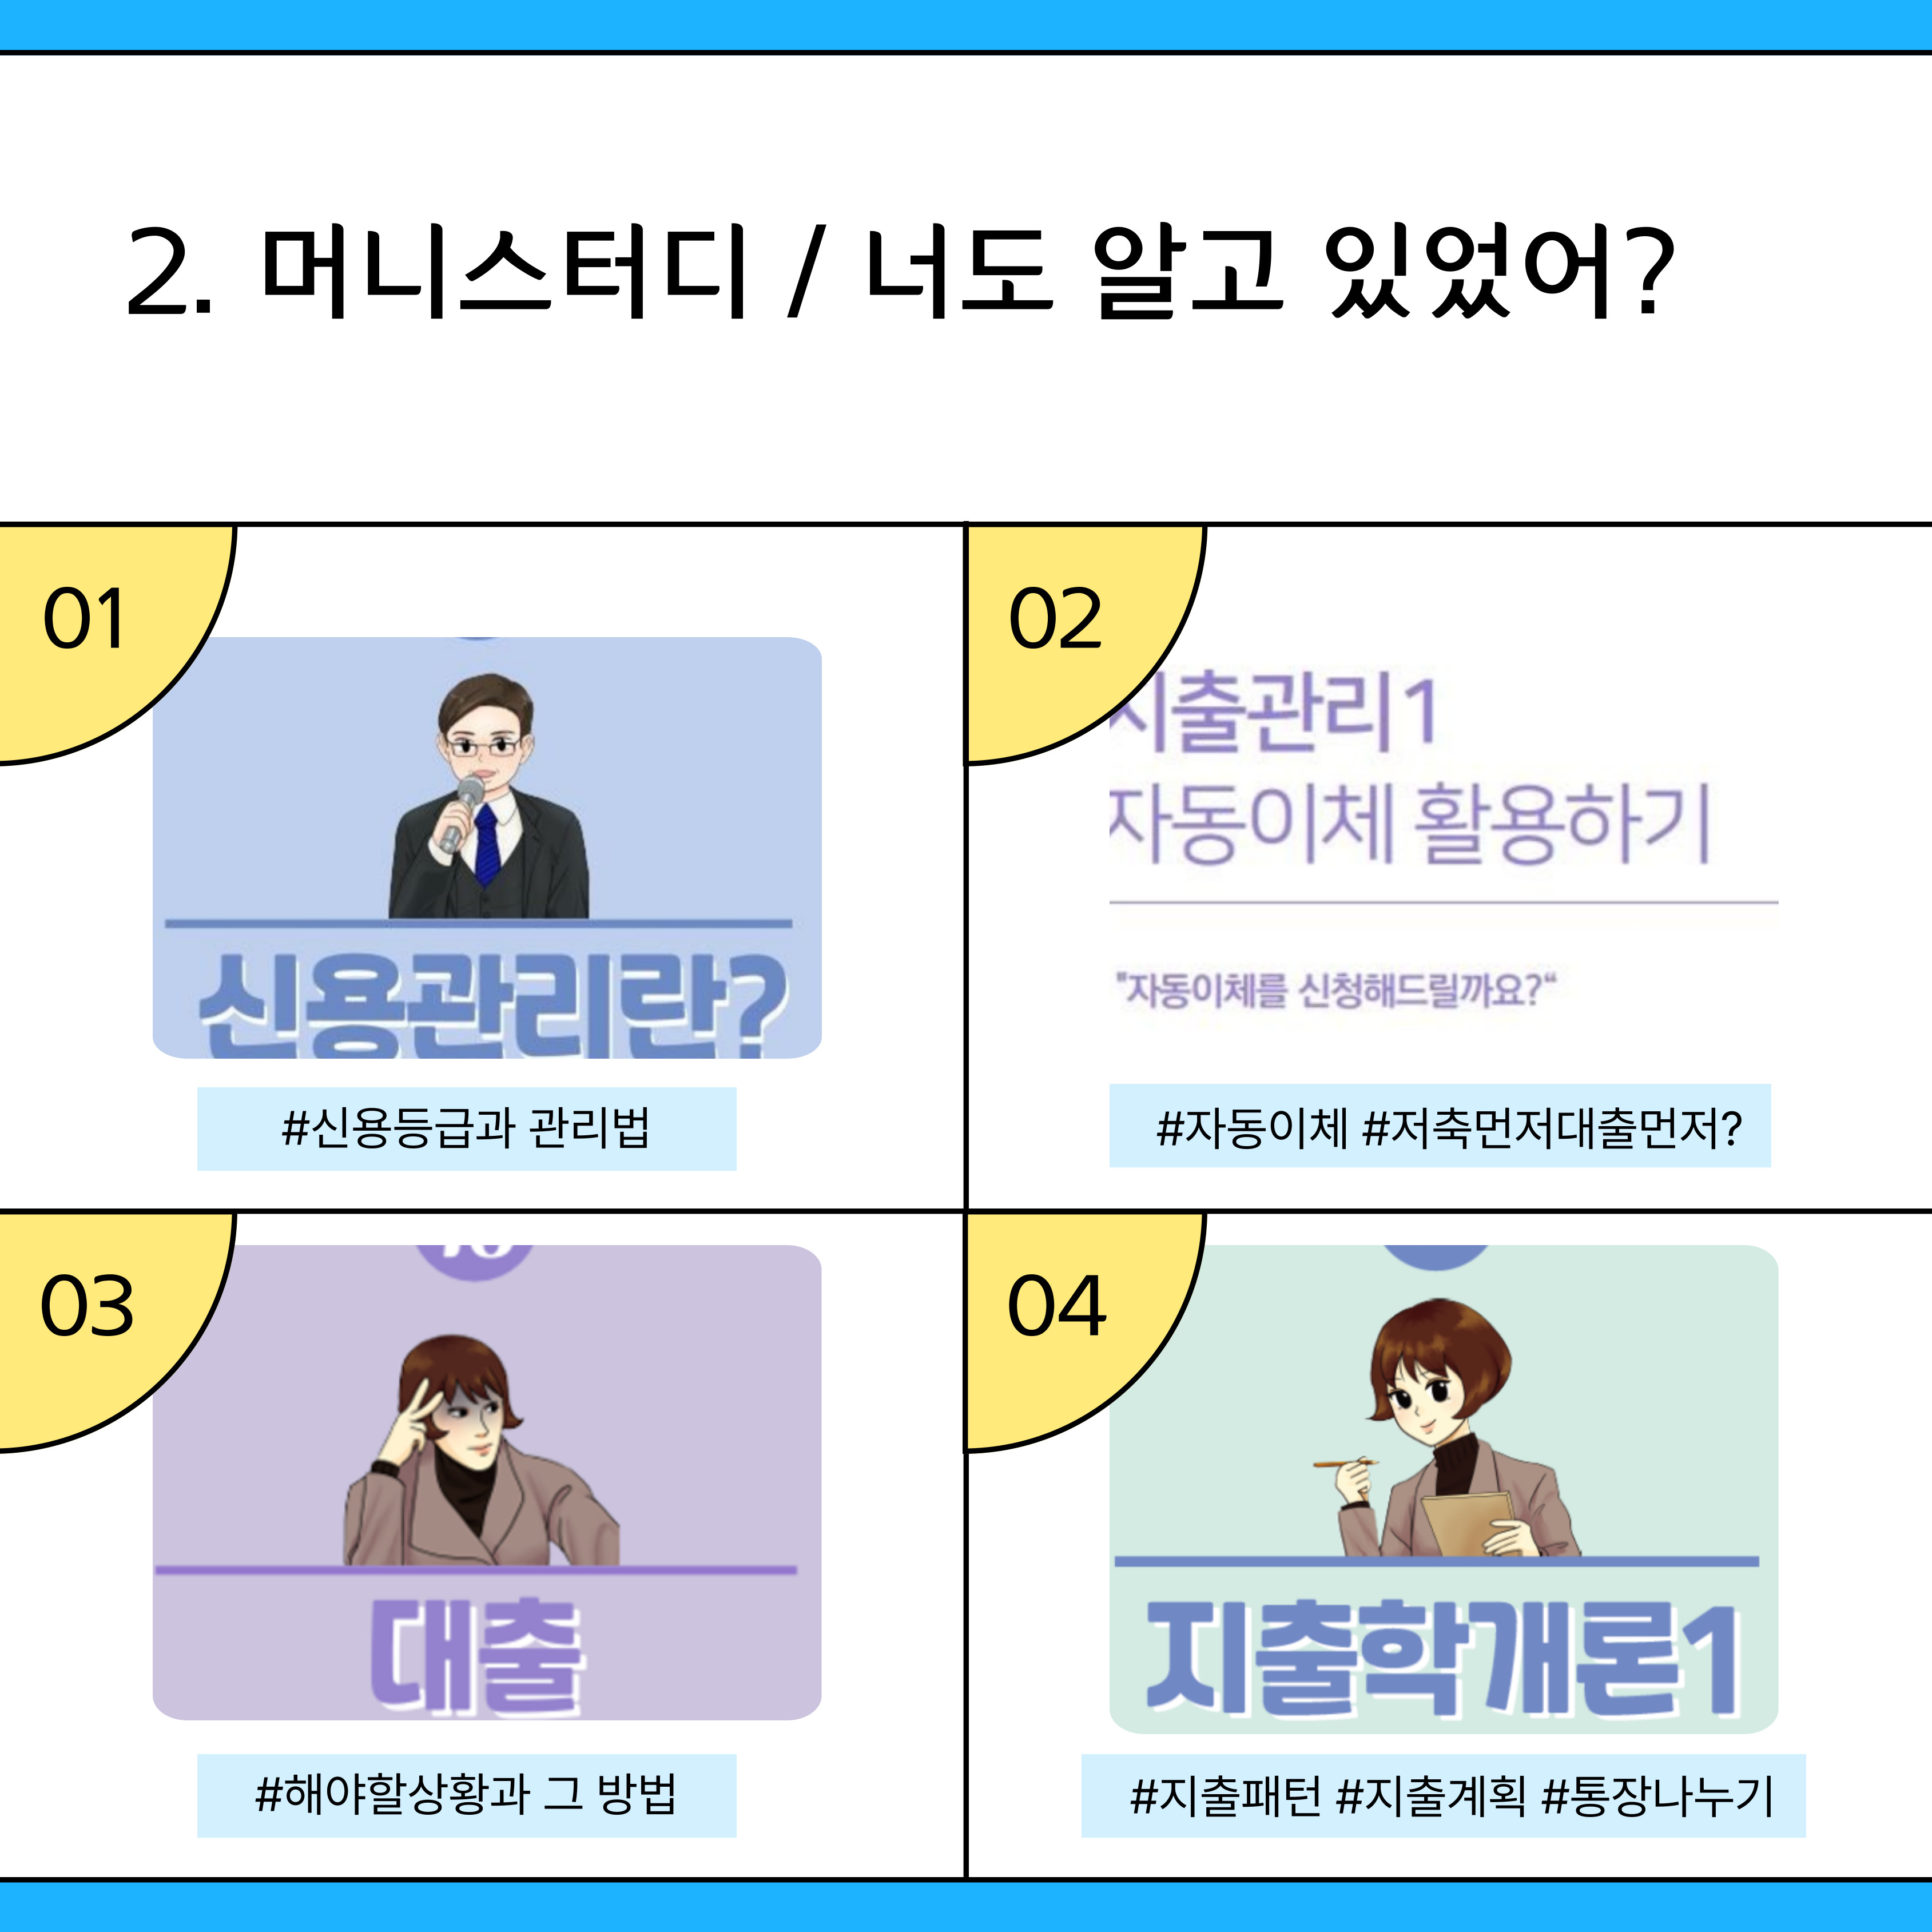 2. 머니스터디 / 너도 알고 있었어?
01
신용관리란?
#신용등급과 관리법
02
지출관리1
자동이체 활용하기
"자동이체를 신청해드릴까요?“
#자동이체 #저축먼저대출먼저?
03
대출
#해야할상황과 그 방법
04
지출학개론1
#지출패턴 #지출계획 #통장나누기